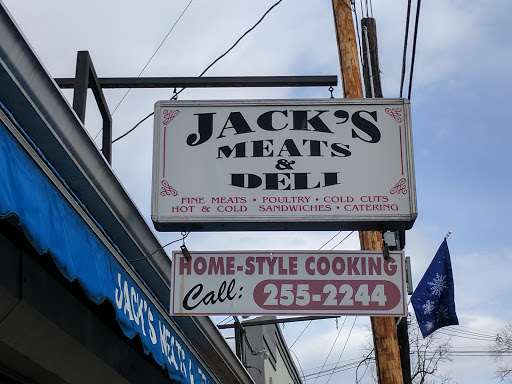 JACK'S
MEATS
&
DELI
FINE MEATS • POULTRY • COLD CUTS
HOT & COLD SANDWICHES • CATERING
HOME-STYLE COOKING
Call: 255-2244
JACK'S MEATS &